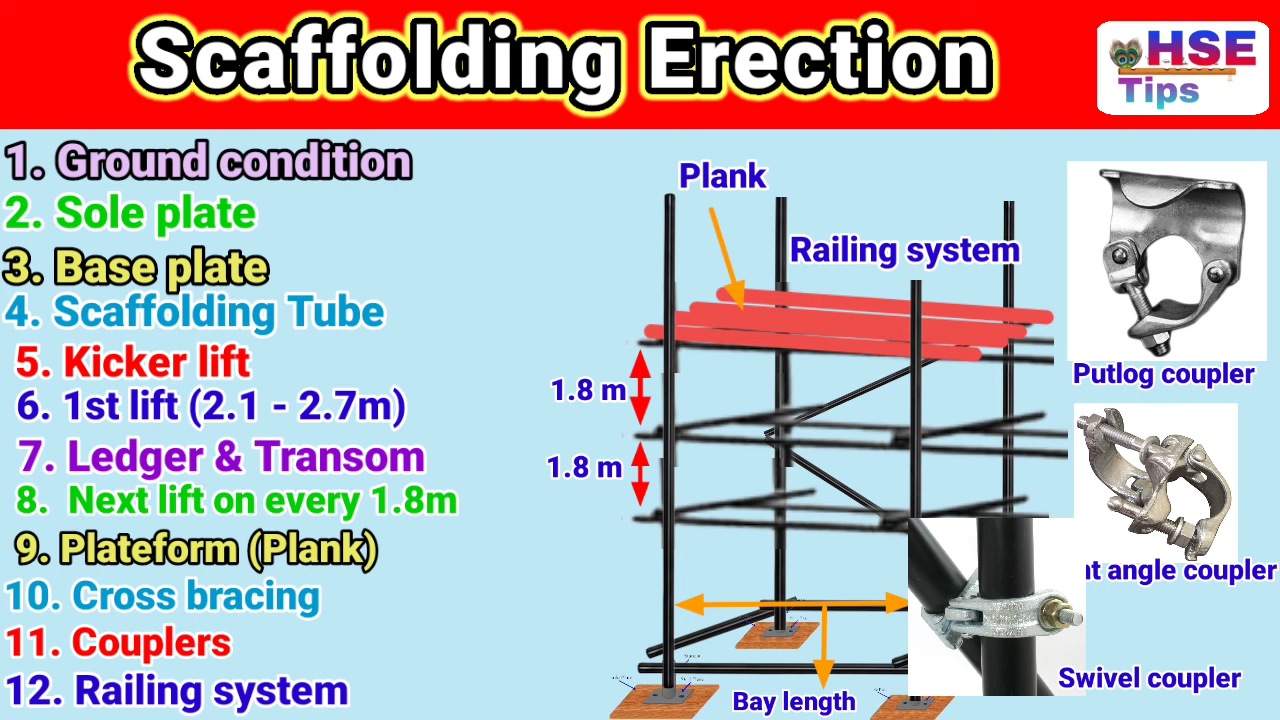 Scaffolding Erection
HSE
Tips
1. Ground condition
2. Sole plate
3. Base plate
4. Scaffolding Tube
5. Kicker lift
6. 1st lift (2.1 - 2.7m)
7. Ledger & Transom
8. Next lift on every 1.8m
9. Plateform (Plank)
10. Cross bracing
11. Couplers
12. Railing system
Plank
Railing system
1.8 m
1.8 m
Bay length
Putlog coupler
ht angle coupler
Swivel coupler